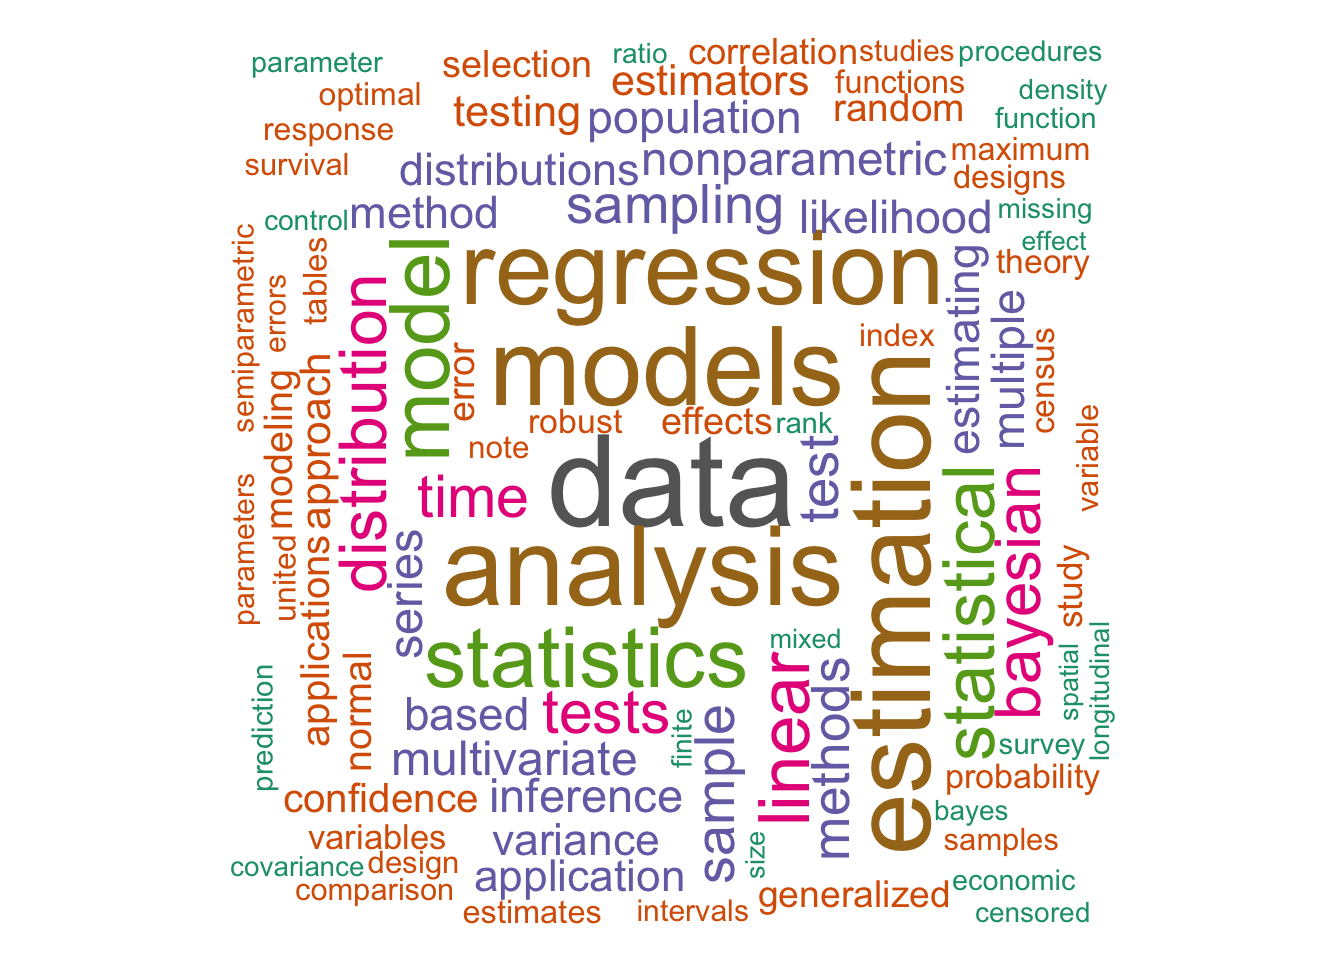 parameter
selection
ratio
correlation
studies
procedures
optimal
estimators
functions
density
response
testing
population
random
function
survival
distributions
nonparametric
maximum
designs
control
method
sampling
likelihood
missing
effect
theory
semiparametric
errors
tables
distribution
model
regression
estimating
multiple
index
census
models
error
modeling
approach
robust
effects
rank
note
variable
data
test
time
estimation
statistical
bayesian
parameters
united
applications
series
analysis
study
statistics
mixed
linear
methods
spatial
longitudinal
prediction
normal
based
tests
finite
sample
survey
multivariate
probability
confidence
inference
bayes
variables
variance
size
samples
covariance
design
comparison
application
generalized
economic
estimates
intervals
censored